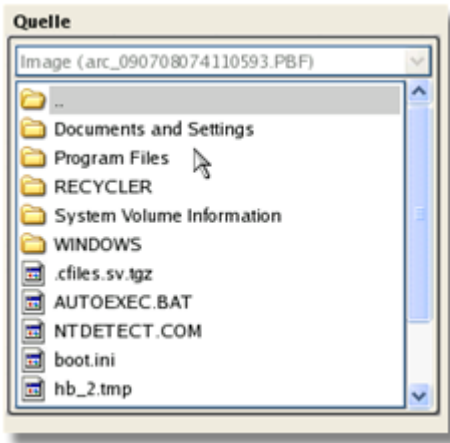 Quelle
Image (arc_090708074110593.PBF)
..
Documents and Settings
Program Files
RECYCLER
System Volume Information
WINDOWS
.cfiles.sv.tgz
AUTOEXEC.BAT
NTDETECT.COM
boot.ini
hb_2.tmp